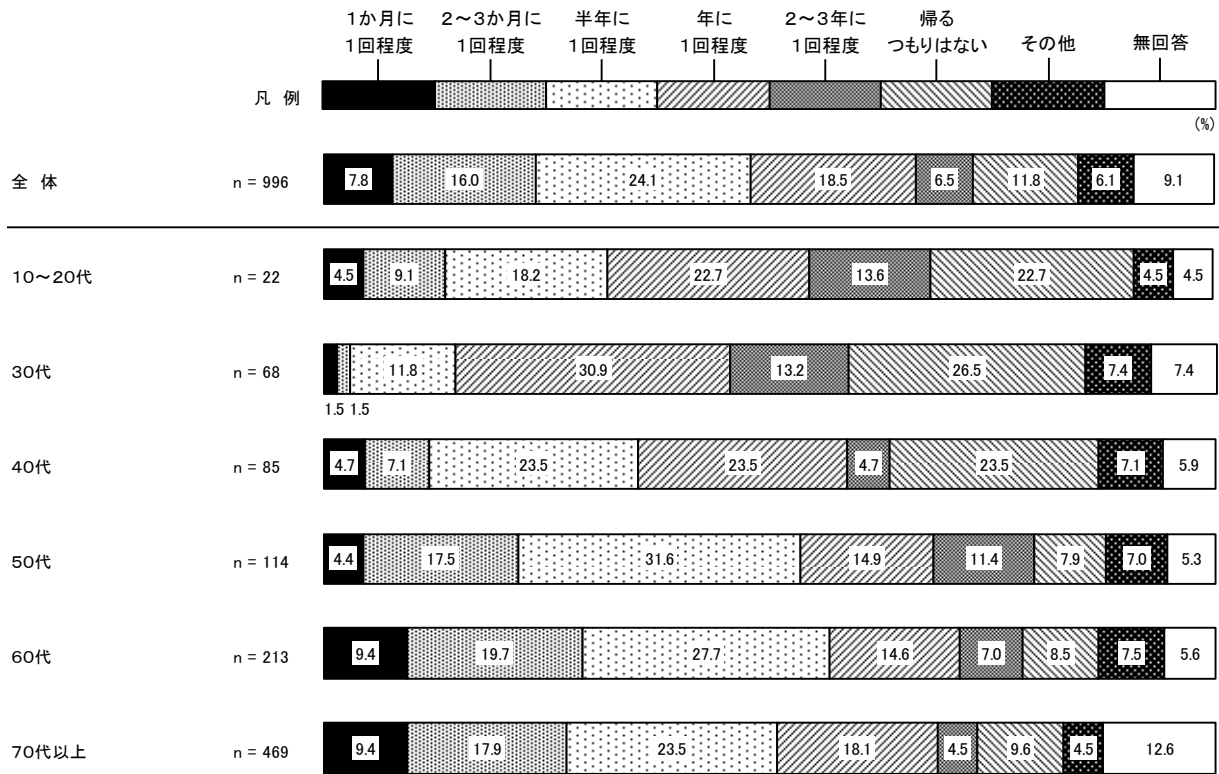 1か月に 2～3か月に 半年に 年に 2～3年に 帰る
1回程度 1回程度 1回程度 1回程度 1回程度 つもりはない その他 無回答
凡 例
(%)
全 体 n = 996 7.8 16.0 24.1 18.5 6.5 11.8 6.1 9.1
10～20代 n = 22 4.5 9.1 18.2 22.7 13.6 22.7 4.5 4.5
30代 n = 68 11.8 30.9 13.2 26.5 7.4 7.4
1.5 1.5
40代 n = 85 4.7 7.1 23.5 23.5 4.7 23.5 7.1 5.9
50代 n = 114 4.4 17.5 31.6 14.9 11.4 7.9 7.0 5.3
60代 n = 213 9.4 19.7 27.7 14.6 7.0 8.5 7.5 5.6
70代以上 n = 469 9.4 17.9 23.5 18.1 4.5 9.6 4.5 12.6